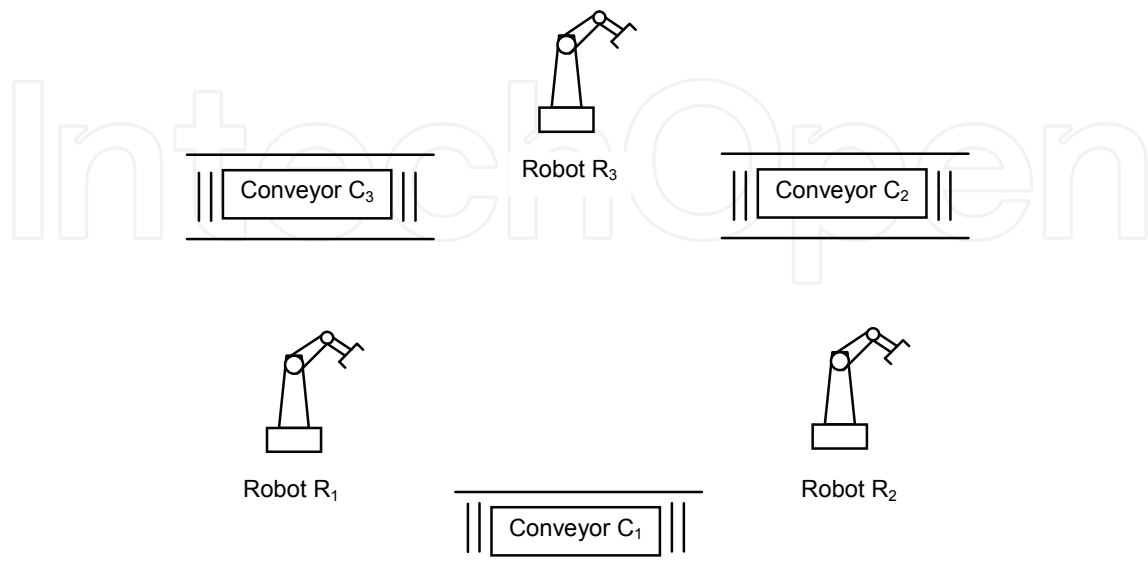 IntechOpen
Robot R₃
Conveyor C₃
Conveyor C₂
Robot R₁
Robot R₂
Conveyor C₁